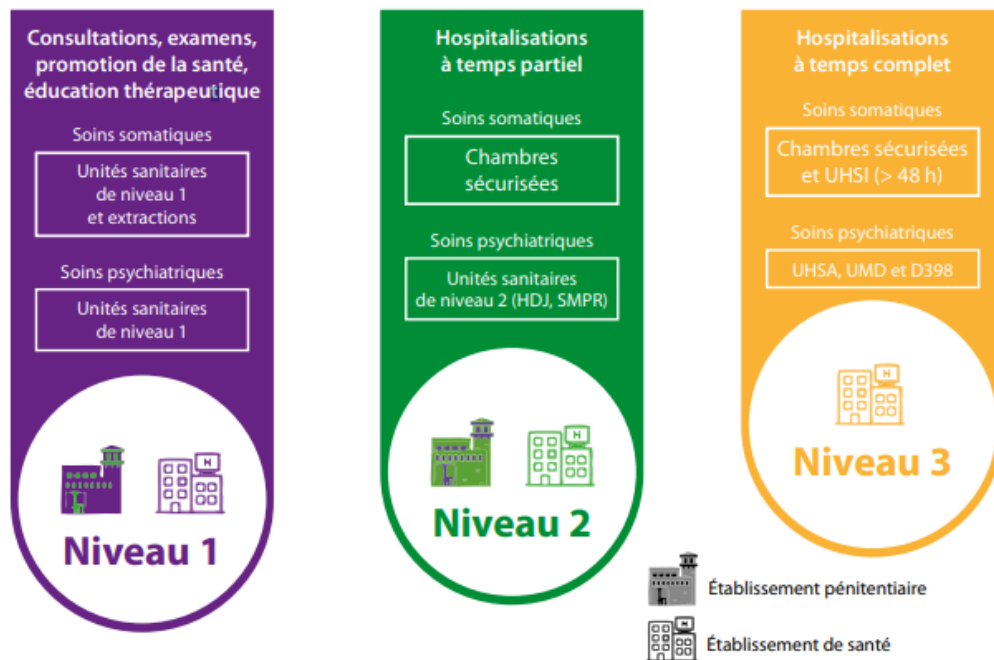 Consultations, examens,
promotion de la santé,
éducation thérapeutique
Soins somatiques
Unités sanitaires
de niveau 1
et extractions
Soins psychiatriques
Unités sanitaires
de niveau 1
Niveau 1
Hospitalisations
à temps partiel
Soins somatiques
Chambres
sécurisées
Soins psychiatriques
Unités sanitaires
de niveau 2 (HDJ, SMPR)
H
Niveau 2
Hospitalisations
à temps complet
Soins somatiques
Chambres sécurisées
et UHSI (> 48 h)
Soins psychiatriques
UHSA, UMD et D398
H
Niveau 3
Établissement pénitentiaire
H
Établissement de santé